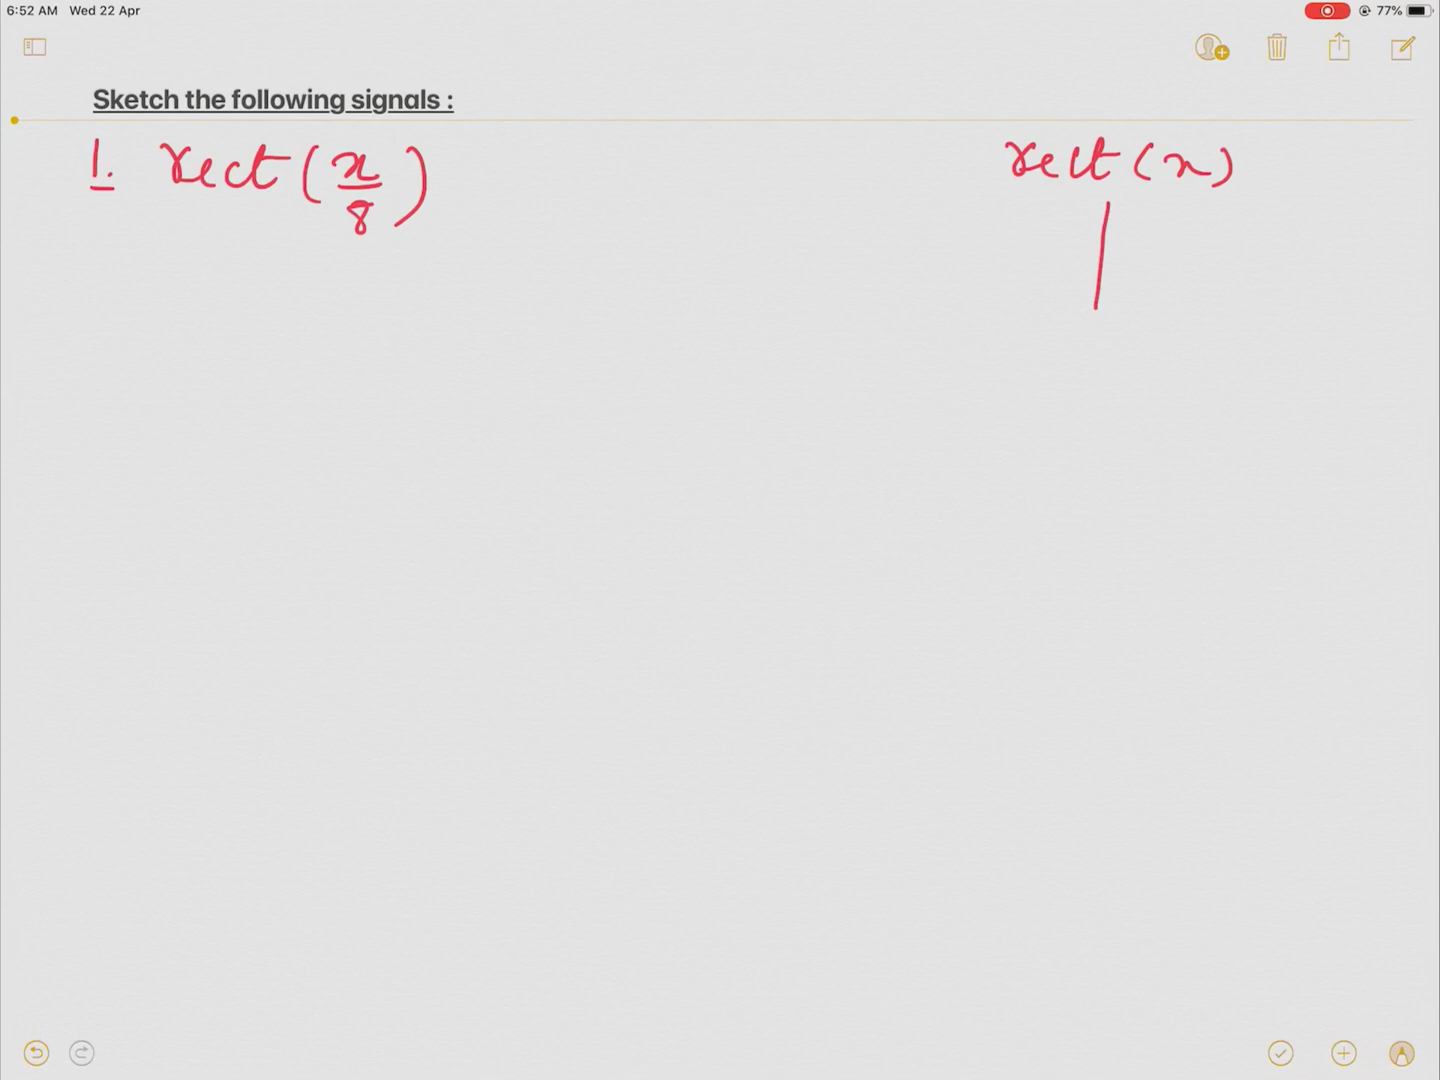 6:52 AM Wed 22 Apr 77%
Sketch the following signals :
1. rect(x/8) rect(x)